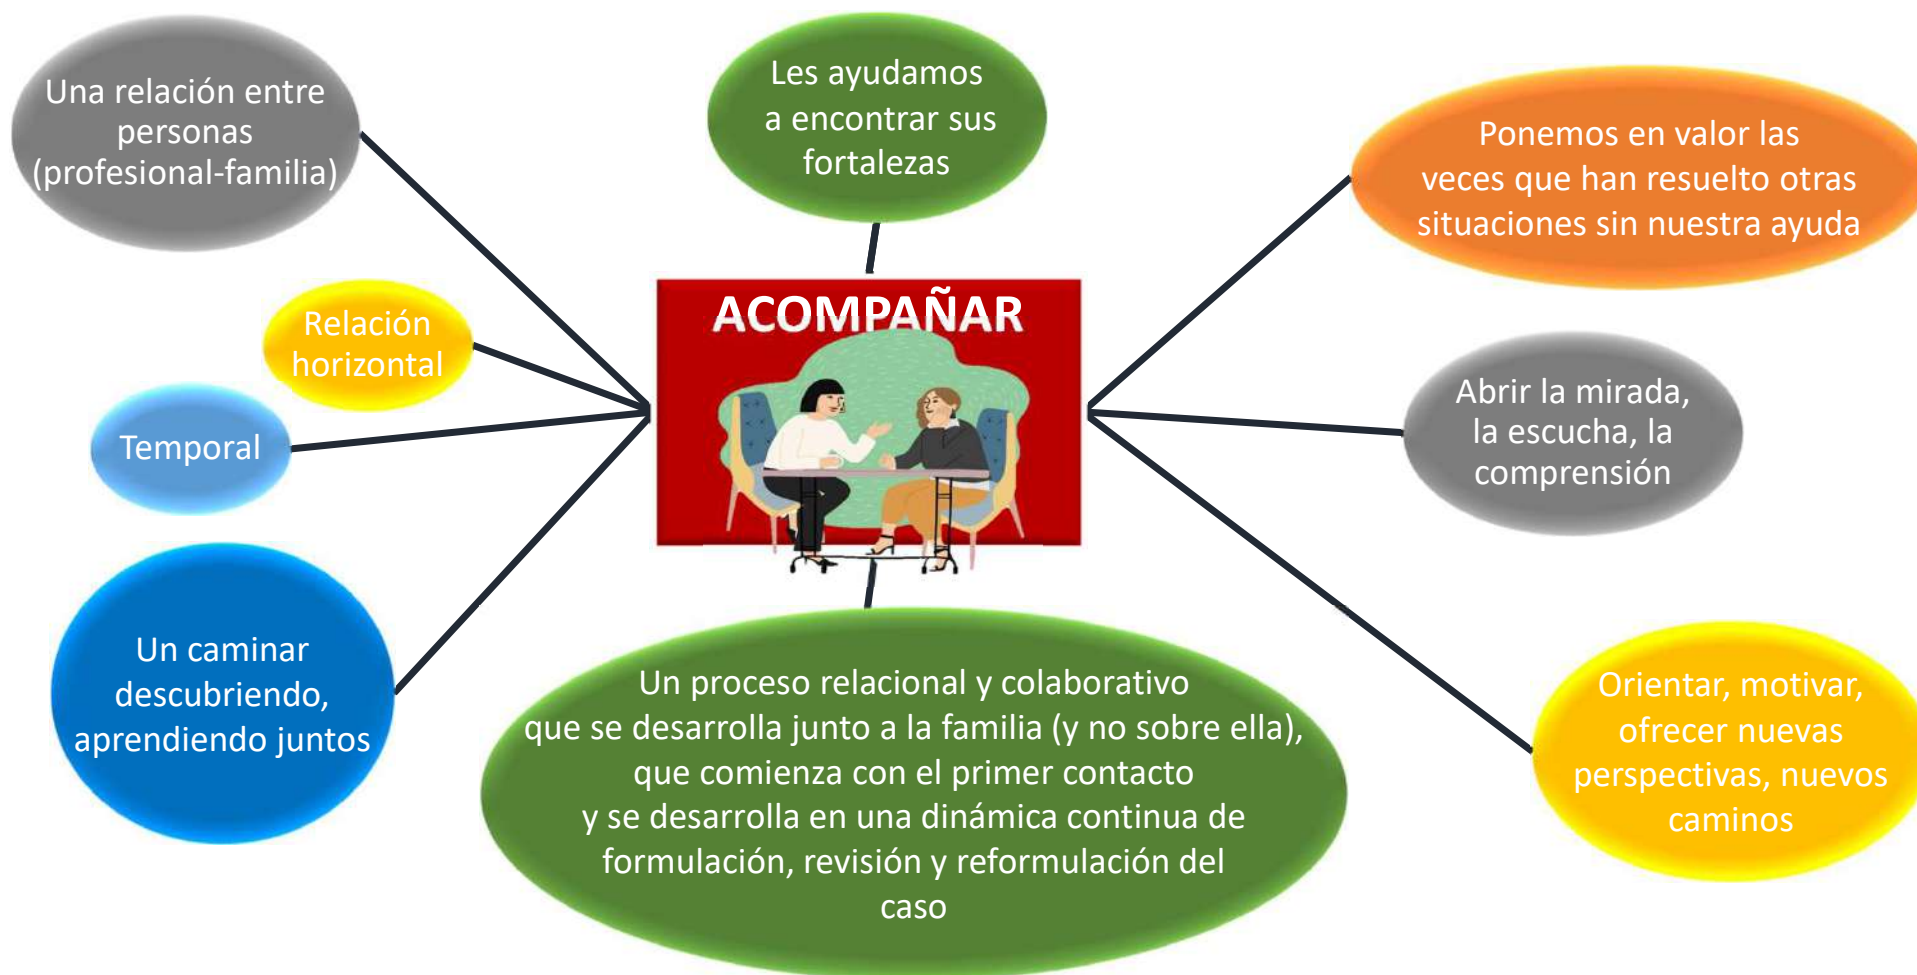 Una relación entre
personas
(profesional-familia)
Les ayudamos
a encontrar sus
fortalezas
Ponemos en valor las
veces que han resuelto otras
situaciones sin nuestra ayuda
ACOMPAÑAR
Relación
horizontal
Temporal
Abrir la mirada,
la escucha, la
comprensión
Un caminar
descubriendo,
aprendiendo juntos
Un proceso relacional y colaborativo
que se desarrolla junto a la familia (y no sobre ella),
que comienza con el primer contacto
y se desarrolla en una dinámica continua de
formulación, revisión y reformulación del
caso
Orientar, motivar,
ofrecer nuevas
perspectivas, nuevos
caminos